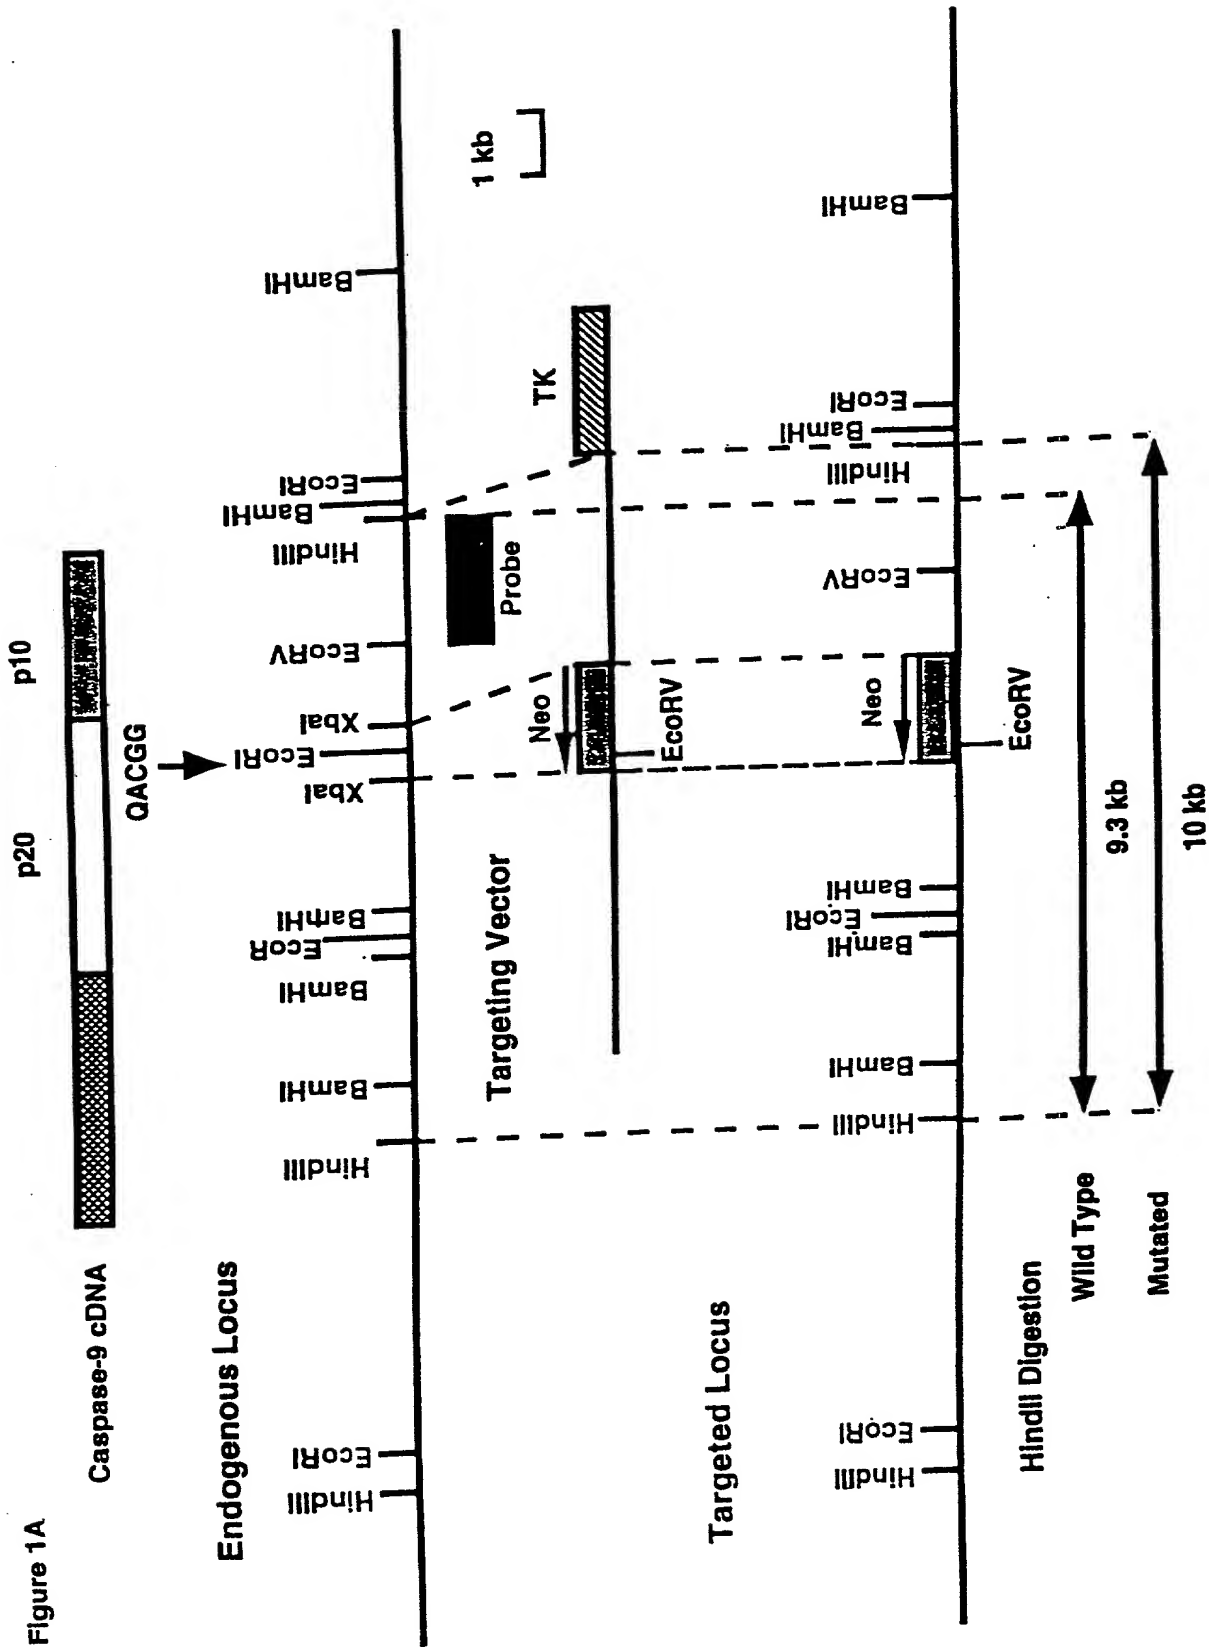 Figure 1A
p20
p10
Caspase-9 cDNA
QACGG
Endogenous Locus
HindIII
EcoRI
HindIII
BamHI
BamHI
EcoR
BamHI
XbaI
EcoRI
XbaI
EcoRV
HindIII
BamHI
EcoRI
BamHI
Targeting Vector
Probe
1 kb
Neo
TK
EcoRV
Targeted Locus
HindIII
EcoRI
HindIII
BamHI
BamHI
EcoRI
BamHI
Neo
EcoRV
HindIII
BamHI
EcoRI
BamHI
EcoRV
HindII Digestion
Wild Type
9.3 kb
Mutated
10 kb